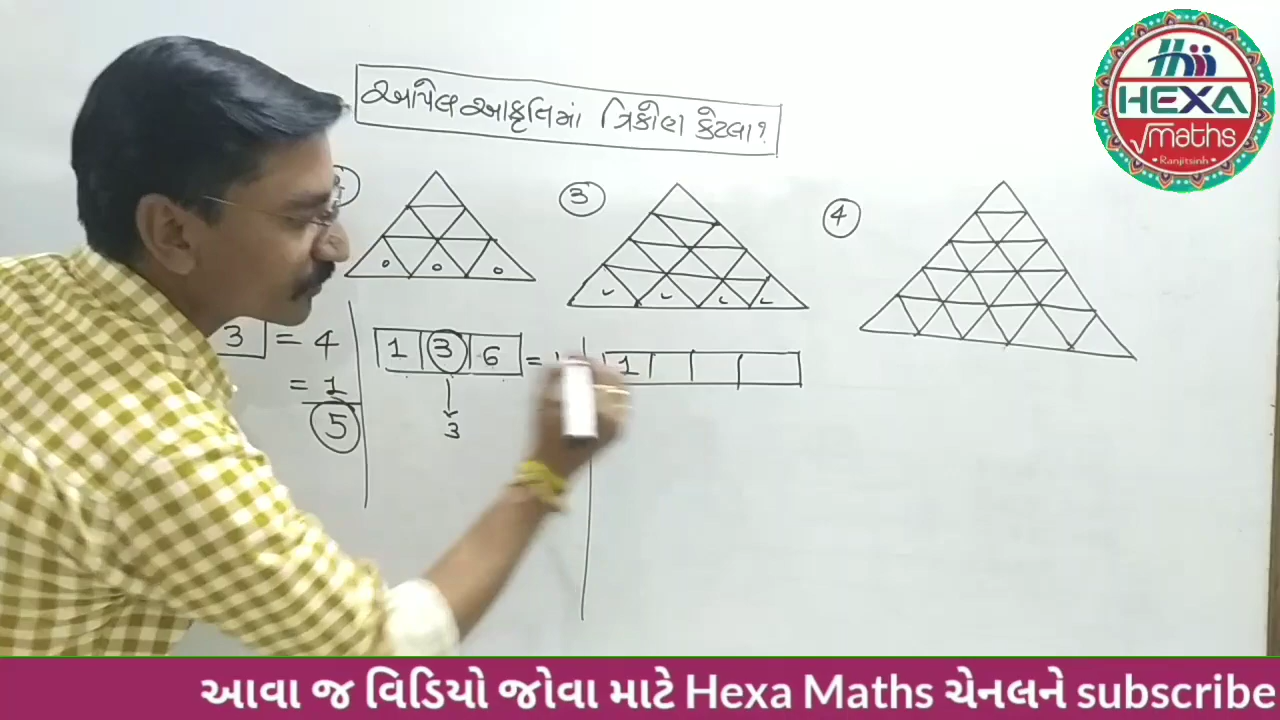 આપેલ આકૃતિમાં ત્રિકોણ કેટલા ?
HEXA
maths
Ranjitsinh
3
4
3 = 4
= 1
5
1 3 6 =
3
1
આવા જ વિડિયો જોવા માટે Hexa Maths ચેનલને subscribe